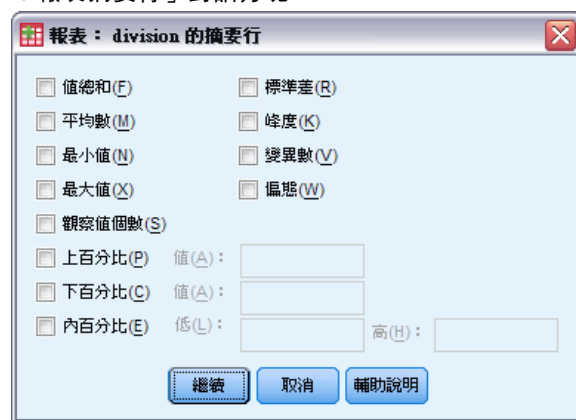 報表： division 的摘要行
值總和(F) 標準差(R)
平均數(M) 峰度(K)
最小值(N) 變異數(V)
最大值(X) 偏態(W)
觀察值個數(S)
上百分比(P) 值(A)：
下百分比(C) 值(A)：
內百分比(E) 低(L)： 高(H)：
繼續 取消 輔助說明